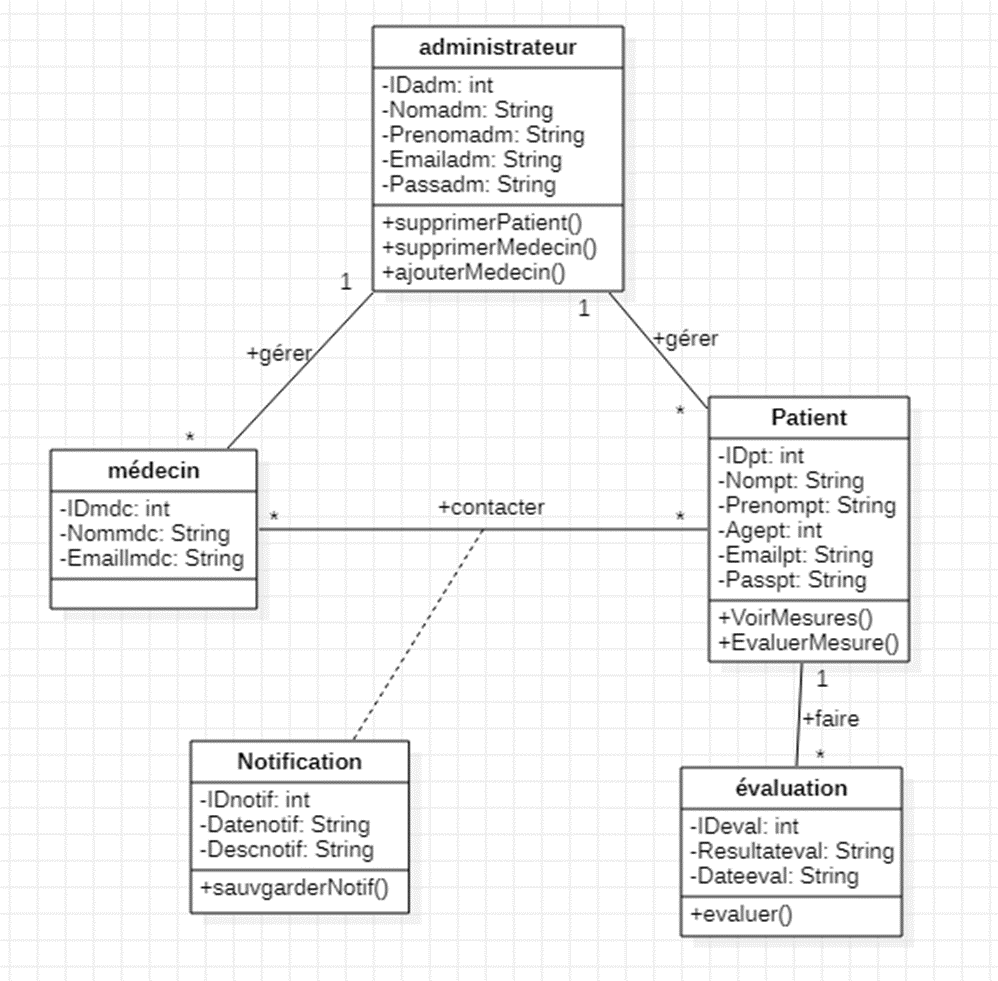 administrateur
-IDadm: int
-Nomadm: String
-Prenomadm: String
-Emailadm: String
-Passadm: String
+supprimerPatient()
+supprimerMedecin()
+ajouterMedecin()
1
1
+gérer
+gérer
*
*
médecin
-IDmdc: int
-Nommdc: String
-Emaillmdc: String
*
+contacter
*
Patient
-IDpt: int
-Nompt: String
-Prenompt: String
-Agept: int
-Emailpt: String
-Passpt: String
+VoirMesures()
+EvaluerMesure()
1
+faire
*
Notification
-IDnotif: int
-Datenotif: String
-Descnotif: String
+sauvgarderNotif()
évaluation
-IDeval: int
-Resultateval: String
-Dateeval: String
+evaluer()